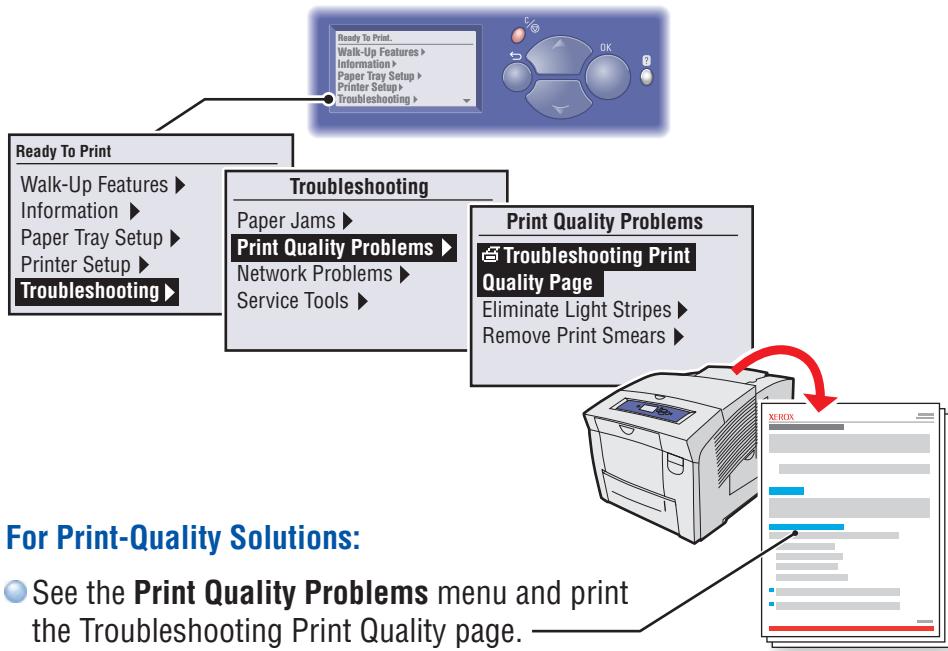 Ready To Print.
Walk-Up Features
Information
Paper Tray Setup
Printer Setup
Troubleshooting
C
OK
?
Ready To Print
Walk-Up Features
Information
Paper Tray Setup
Printer Setup
Troubleshooting
Troubleshooting
Paper Jams
Print Quality Problems
Network Problems
Service Tools
Print Quality Problems
Troubleshooting Print
Quality Page
Eliminate Light Stripes
Remove Print Smears
XEROX
For Print-Quality Solutions:
See the Print Quality Problems menu and print
the Troubleshooting Print Quality page.